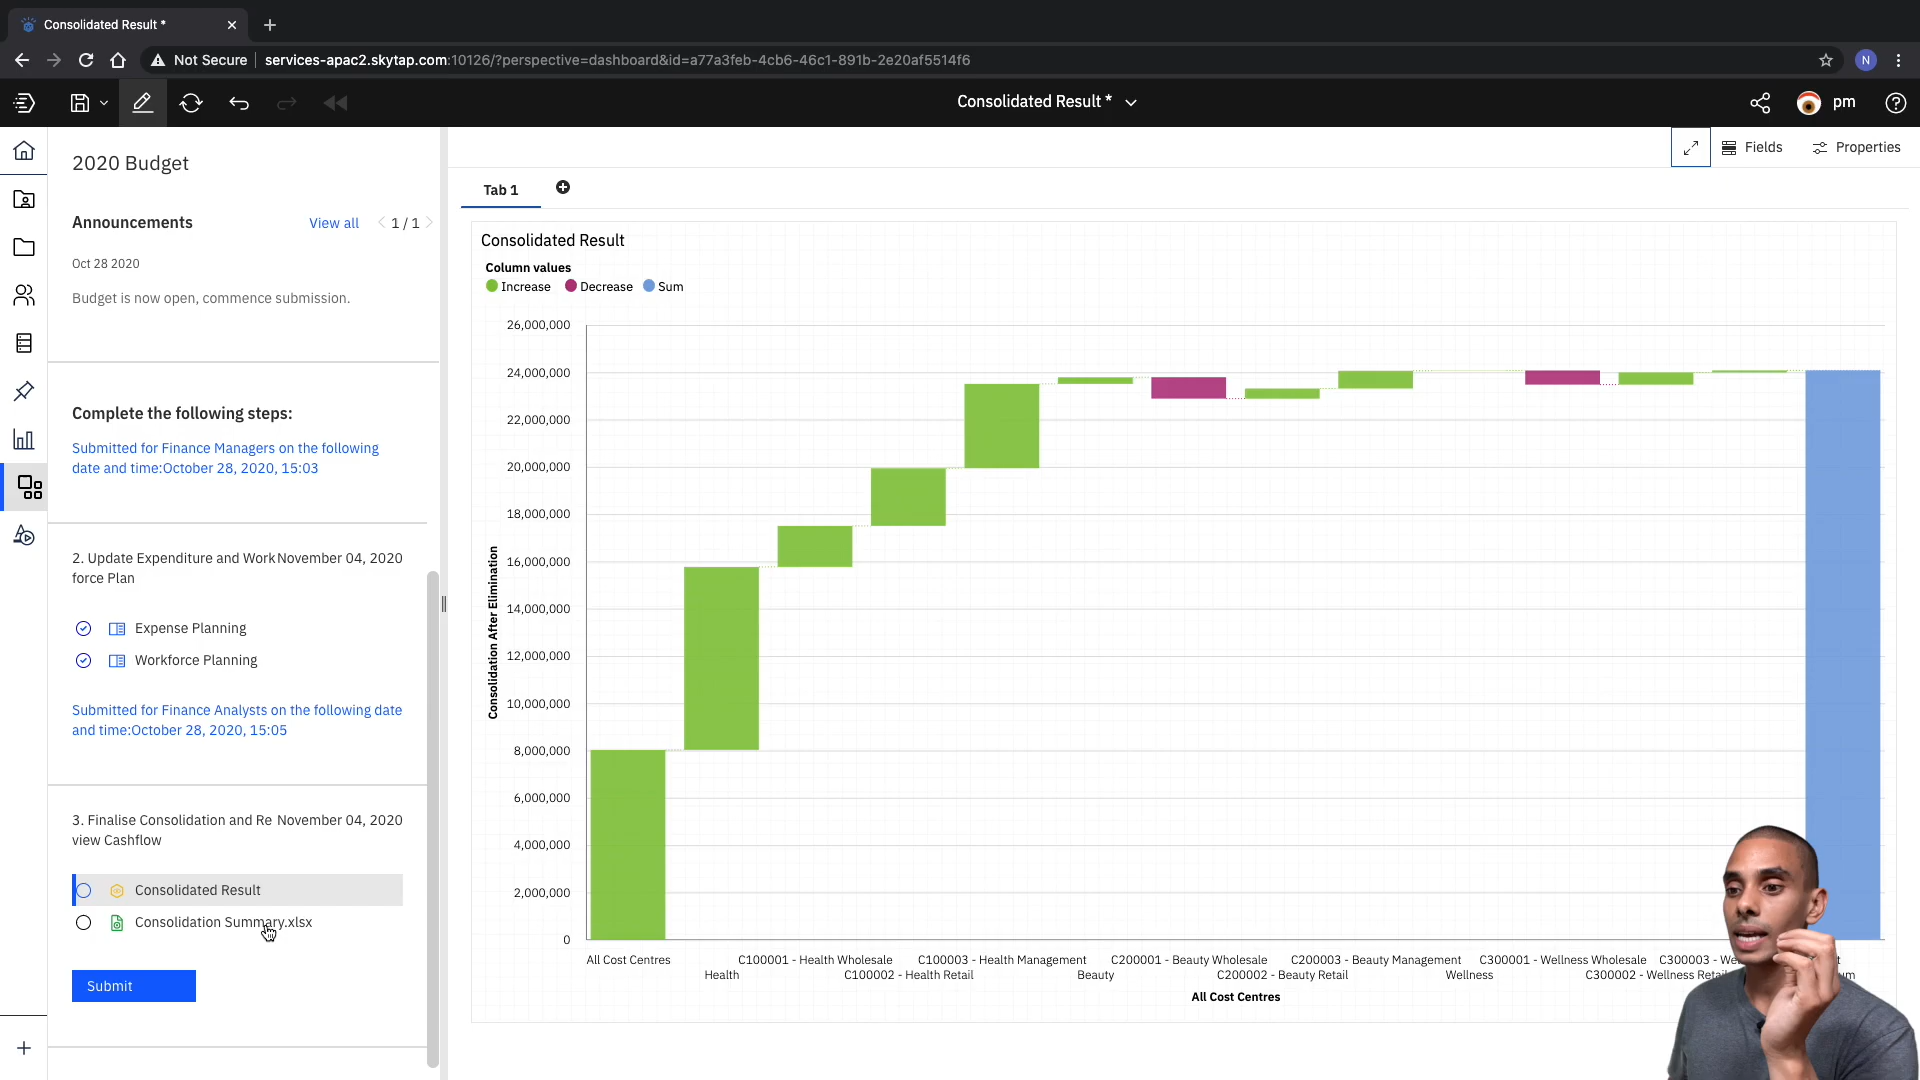 Consolidated Result *
Not Secure
services-apac2.skytap.com:10126/?perspective=dashboard&id=a77a3feb-4cb6-46c1-891b-2e20af5514f6
N
Consolidated Result *
pm
2020 Budget
Announcements
View all
1 / 1
Oct 28 2020
Budget is now open, commence submission.
Complete the following steps:
Submitted for Finance Managers on the following
date and time:October 28, 2020, 15:03
2. Update Expenditure and Work November 04, 2020
force Plan
Expense Planning
Workforce Planning
Submitted for Finance Analysts on the following date
and time:October 28, 2020, 15:05
3. Finalise Consolidation and Re November 04, 2020
view Cashflow
Consolidated Result
Consolidation Summary.xlsx
Submit
Fields
Properties
Tab 1
Consolidated Result
Column values
Increase
Decrease
Sum
Consolidation After Elimination
26,000,000
24,000,000
22,000,000
20,000,000
18,000,000
16,000,000
14,000,000
12,000,000
10,000,000
8,000,000
6,000,000
4,000,000
2,000,000
0
All Cost Centres
Health
C100001 - Health Wholesale
C100002 - Health Retail
C100003 - Health Management
Beauty
C200001 - Beauty Wholesale
C200002 - Beauty Retail
C200003 - Beauty Management
Wellness
C300001 - Wellness Wholesale
C300002 - Wellness Retail
C300003 -
All Cost Centres